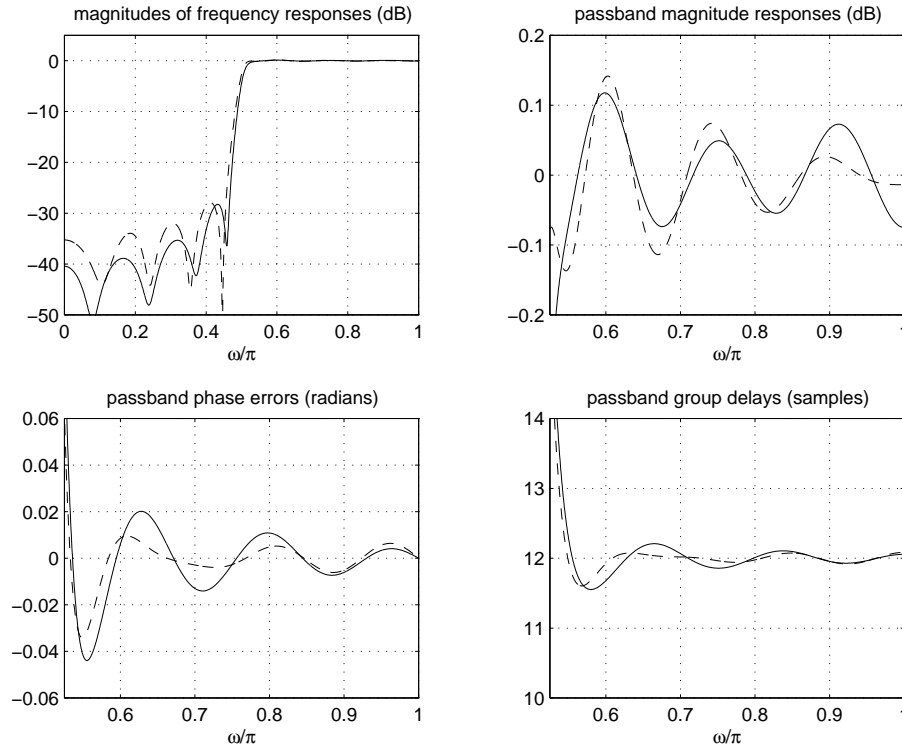 magnitudes of frequency responses (dB)
0
−10
−20
−30
−40
−50
0 0.2 0.4 0.6 0.8 1
ω/π
passband magnitude responses (dB)
0.2
0.1
0
−0.1
−0.2
0.6 0.7 0.8 0.9 1
ω/π
passband phase errors (radians)
0.06
0.04
0.02
0
−0.02
−0.04
−0.06
0.6 0.7 0.8 0.9 1
ω/π
passband group delays (samples)
14
13
12
11
10
0.6 0.7 0.8 0.9 1
ω/π